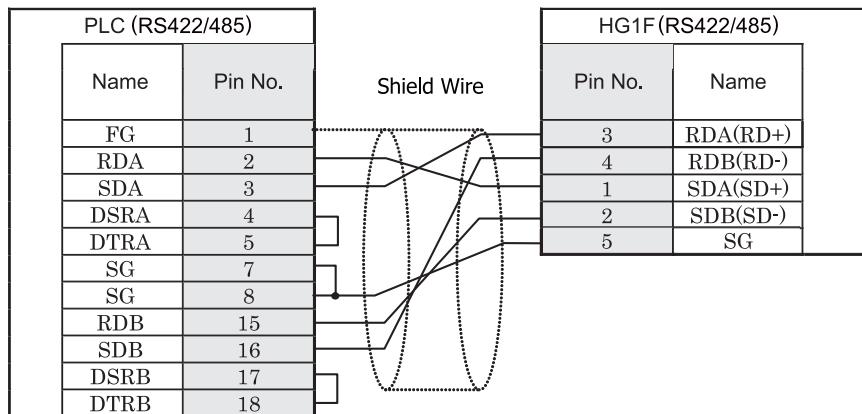 PLC (RS422/485)
Name Pin No.
FG 1
RDA 2
SDA 3
DSRA 4
DTRA 5
SG 7
SG 8
RDB 15
SDB 16
DSRB 17
DTRB 18
Shield Wire
HG1F(RS422/485)
Pin No. Name
3 RDA(RD+)
4 RDB(RD-)
1 SDA(SD+)
2 SDB(SD-)
5 SG